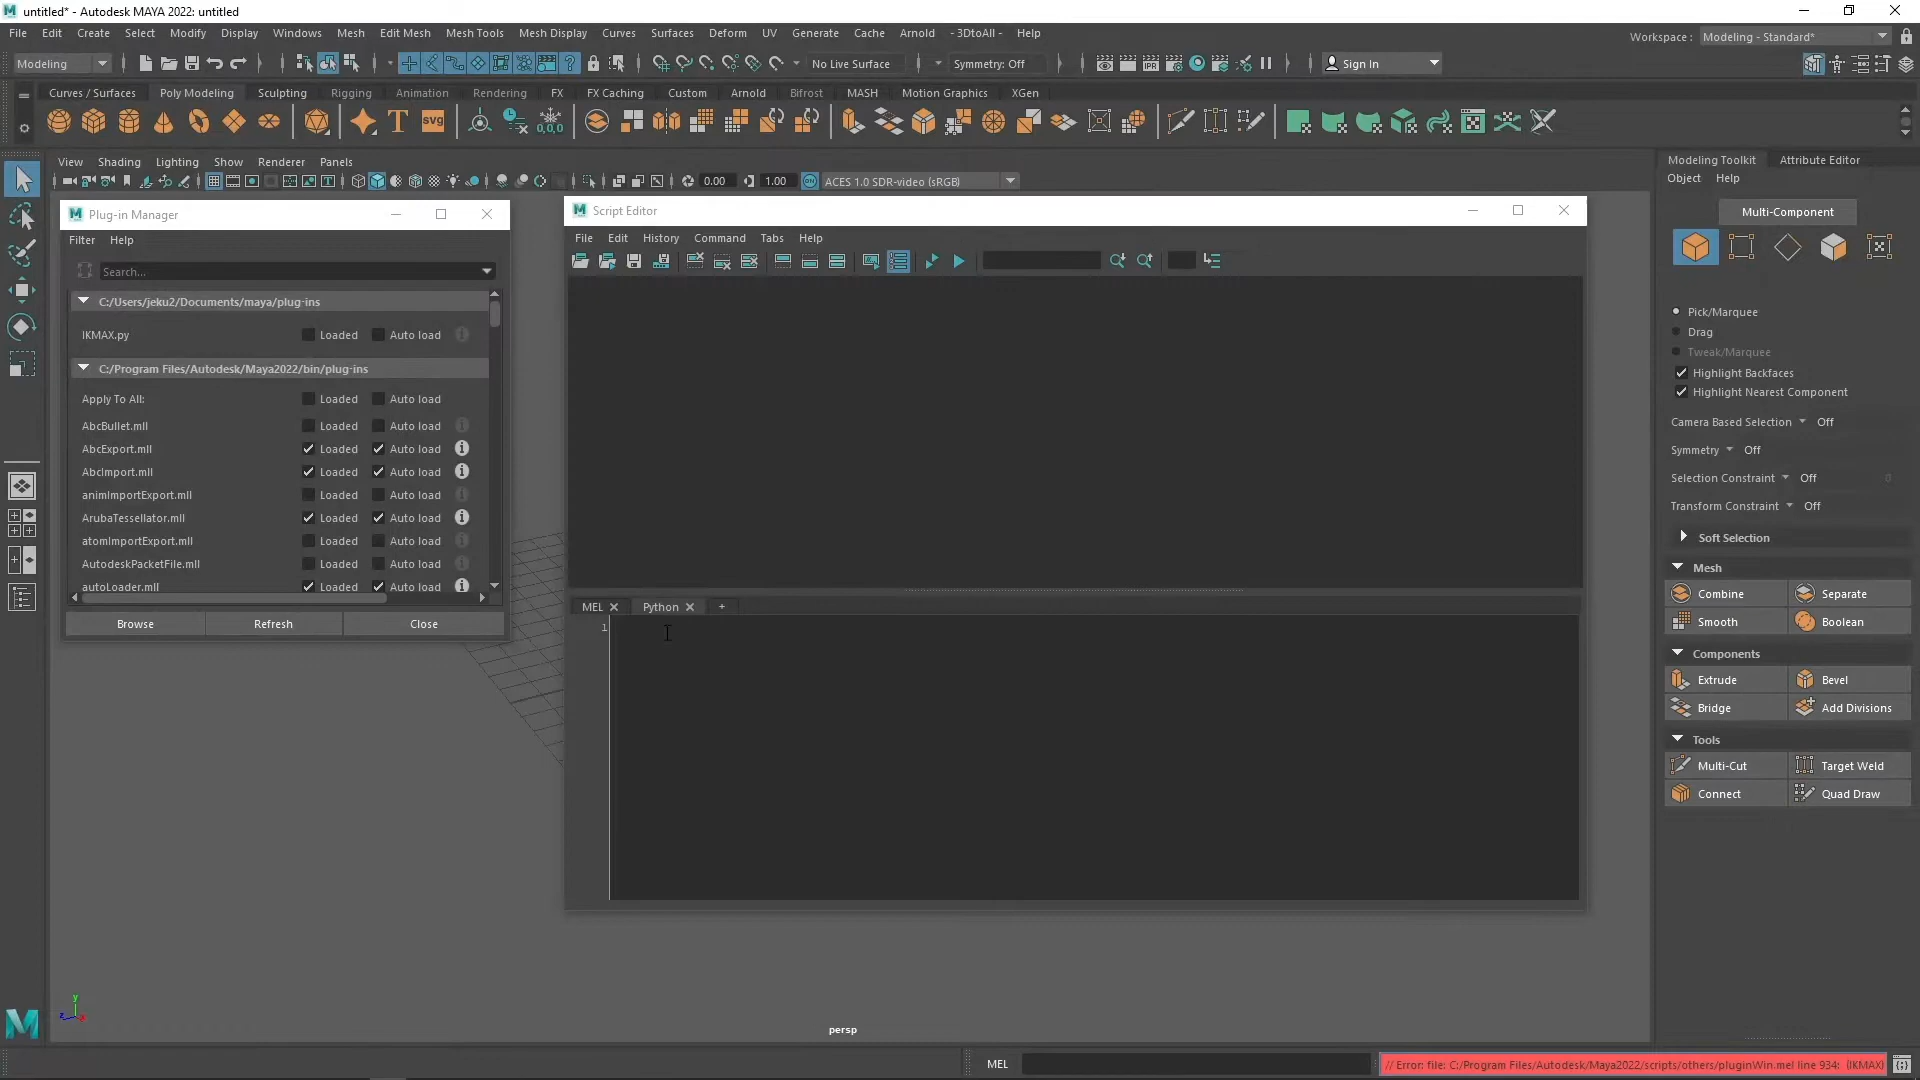 untitled* - Autodesk MAYA 2022: untitled
File Edit Create Select Modify Display Windows Mesh Edit Mesh Mesh Tools Mesh Display Curves Surfaces Deform UV Generate Cache Arnold - 3DtoAll - Help
Workspace : Modeling - Standard*
Modeling No Live Surface Symmetry: Off Sign In
Curves / Surfaces Poly Modeling Sculpting Rigging Animation Rendering FX FX Caching Custom Arnold Bifrost MASH Motion Graphics XGen
T svg 0,0,0
View Shading Lighting Show Renderer Panels
0.00 1.00 ACES 1.0 SDR-video (sRGB)
Plug-in Manager
Filter Help
Search...
C:/Users/jeku2/Documents/maya/plug-ins
IKMAX.py Loaded Auto load
C:/Program Files/Autodesk/Maya2022/bin/plug-ins
Apply To All: Loaded Auto load
AbcBullet.mll Loaded Auto load
AbcExport.mll Loaded Auto load
AbcImport.mll Loaded Auto load
animImportExport.mll Loaded Auto load
ArubaTessellator.mll Loaded Auto load
atomImportExport.mll Loaded Auto load
AutodeskPacketFile.mll Loaded Auto load
autoLoader.mll Loaded Auto load
Browse Refresh Close
Script Editor
File Edit History Command Tabs Help
MEL Python +
1
Modeling Toolkit Attribute Editor
Object Help
Multi-Component
Pick/Marquee
Drag
Tweak/Marquee
Highlight Backfaces
Highlight Nearest Component
Camera Based Selection Off
Symmetry Off
Selection Constraint Off
Transform Constraint Off
Soft Selection
Mesh
Combine Separate
Smooth Boolean
Components
Extrude Bevel
Bridge Add Divisions
Tools
Multi-Cut Target Weld
Connect Quad Draw
y
z x
persp
MEL
// Error: file: C:/Program Files/Autodesk/Maya2022/scripts/others/pluginWin.mel line 934: (IKMAX)